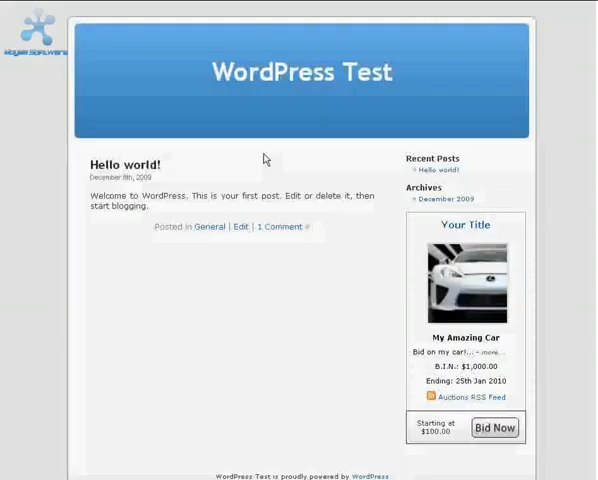 WordPress Test
Hello world!
December 8th, 2009
Welcome to WordPress. This is your first post. Edit or delete it, then
start blogging.
Posted in General | Edit | 1 Comment »
Recent Posts
» Hello world!
Archives
» December 2009
Your Title
My Amazing Car
Bid on my car!... - more...
B.I.N.: $1,000.00
Ending: 25th Jan 2010
Auctions RSS Feed
Starting at
$100.00
Bid Now
WordPress Test is proudly powered by WordPress